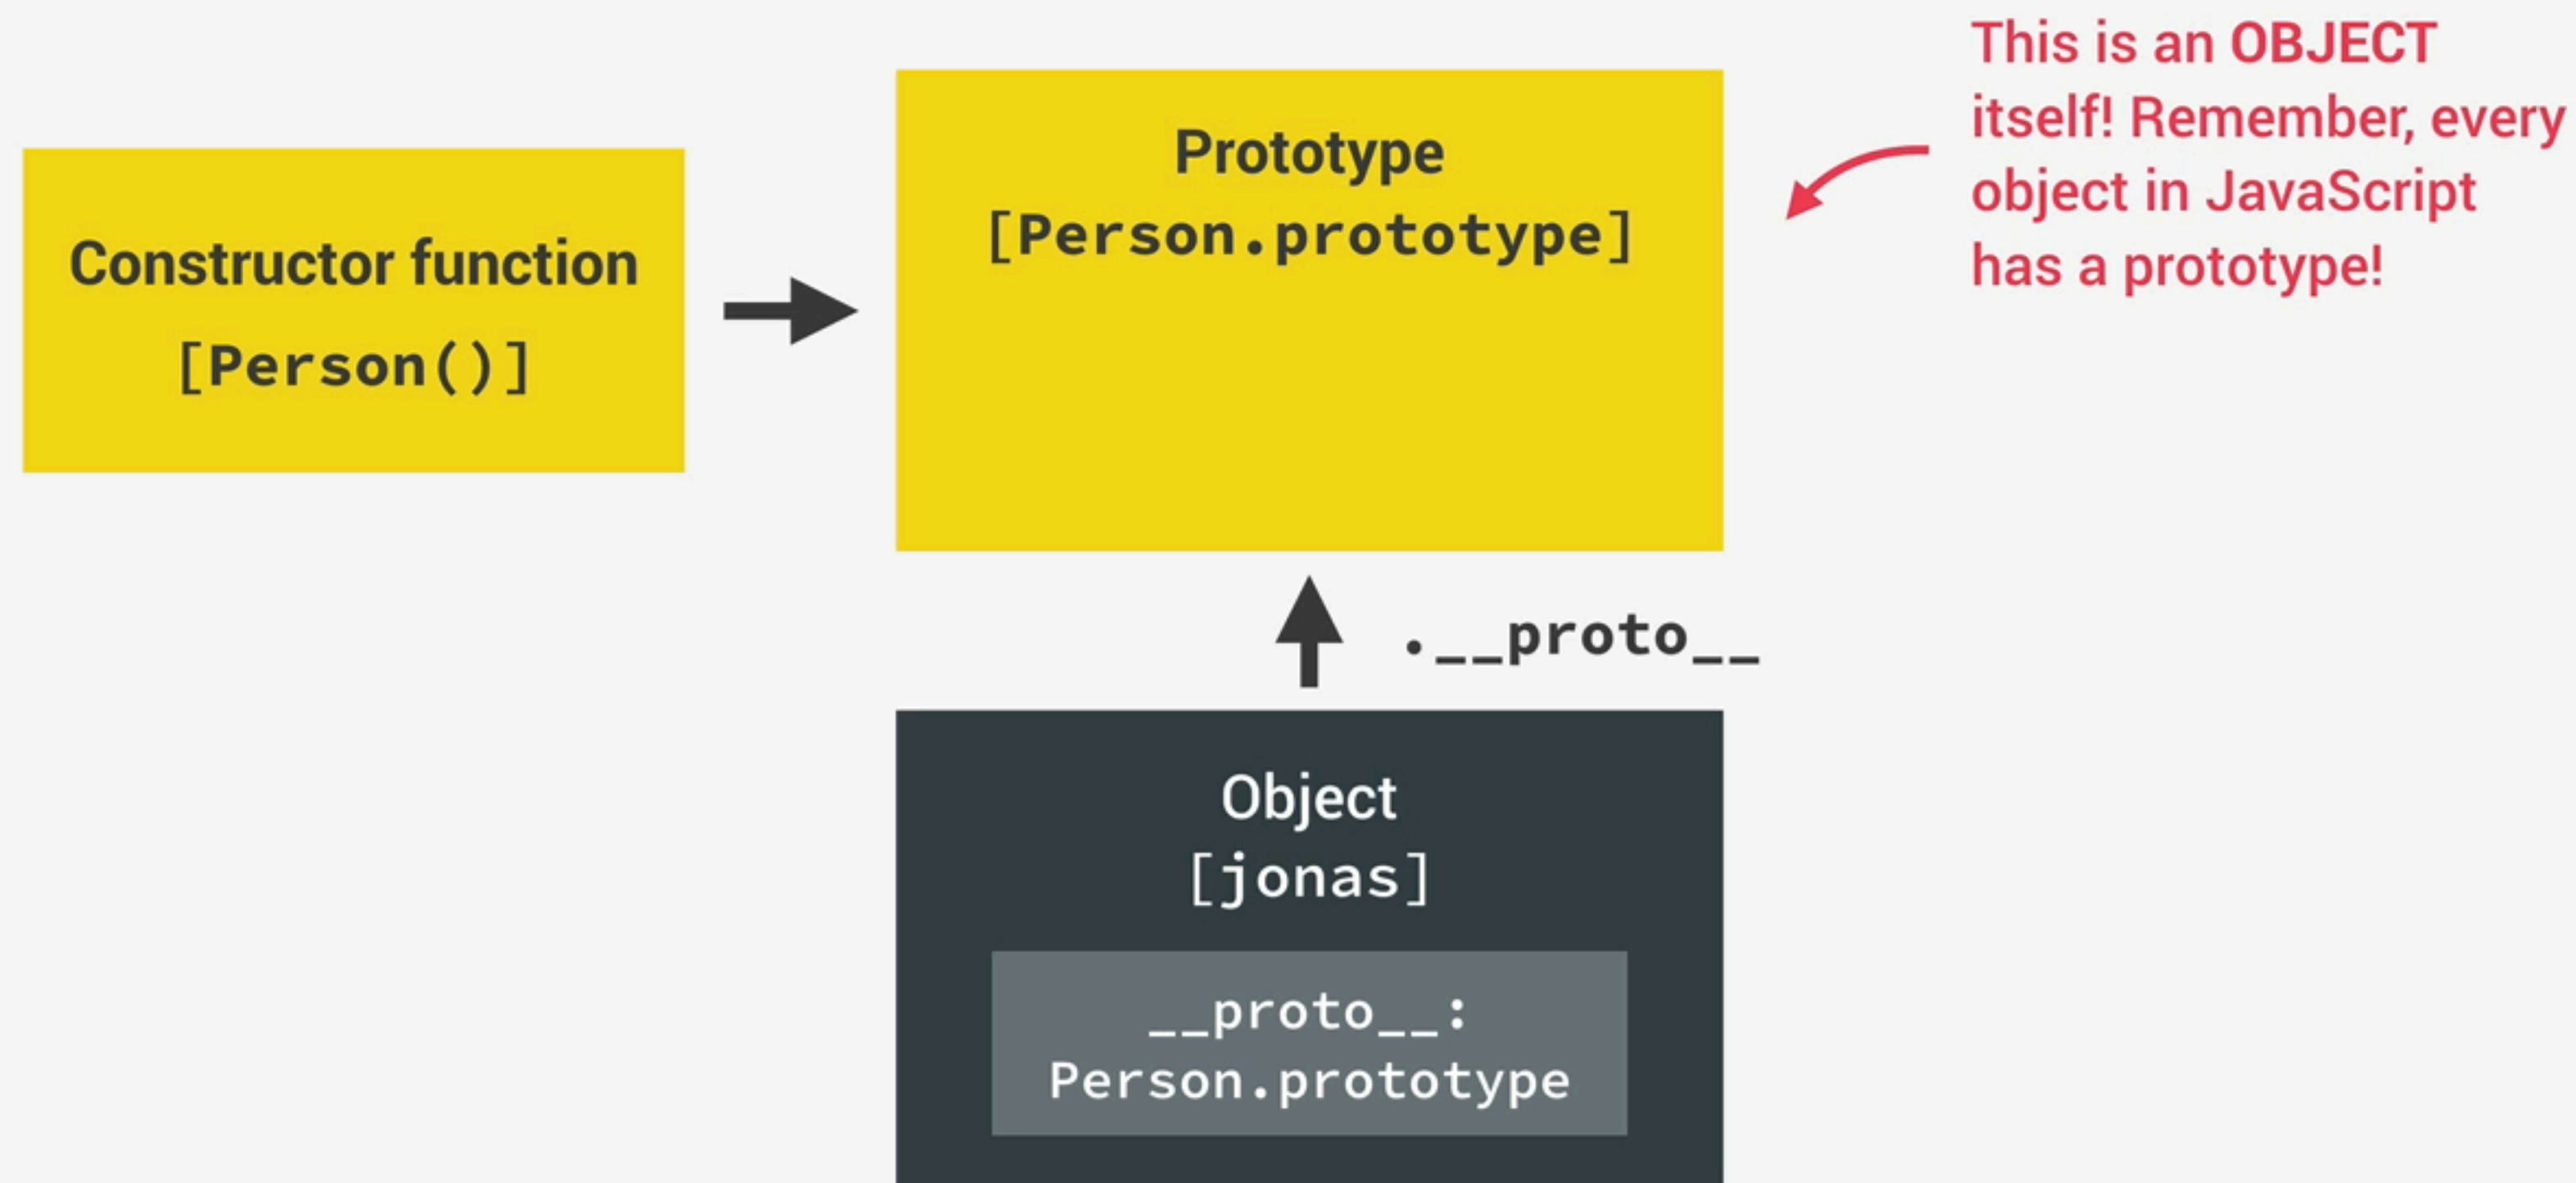 Constructor function
[Person()]
Prototype
[Person.prototype]
This is an OBJECT
itself! Remember, every
object in JavaScript
has a prototype!
.__proto__
Object
[jonas]
__proto__:
Person.prototype